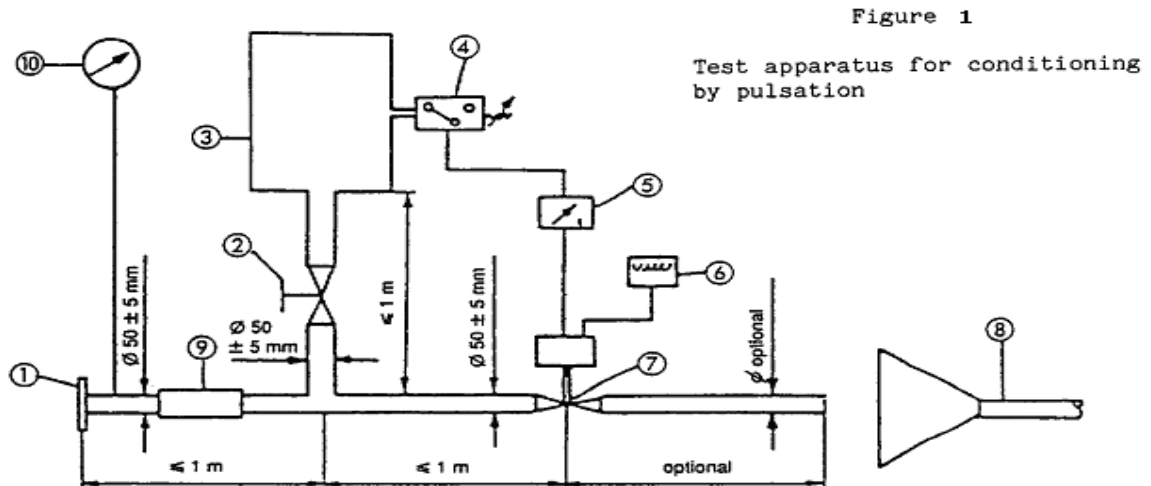 Figure 1
Test apparatus for conditioning
by pulsation
⑩
④
③
⑤
②
⑥
≤ 1 m
Ø 50 ± 5 mm
Ø 50
± 5 mm
Ø 50 ± 5 mm
Ø optional
⑧
⑨
⑦
①
≤ 1 m
≤ 1 m
optional